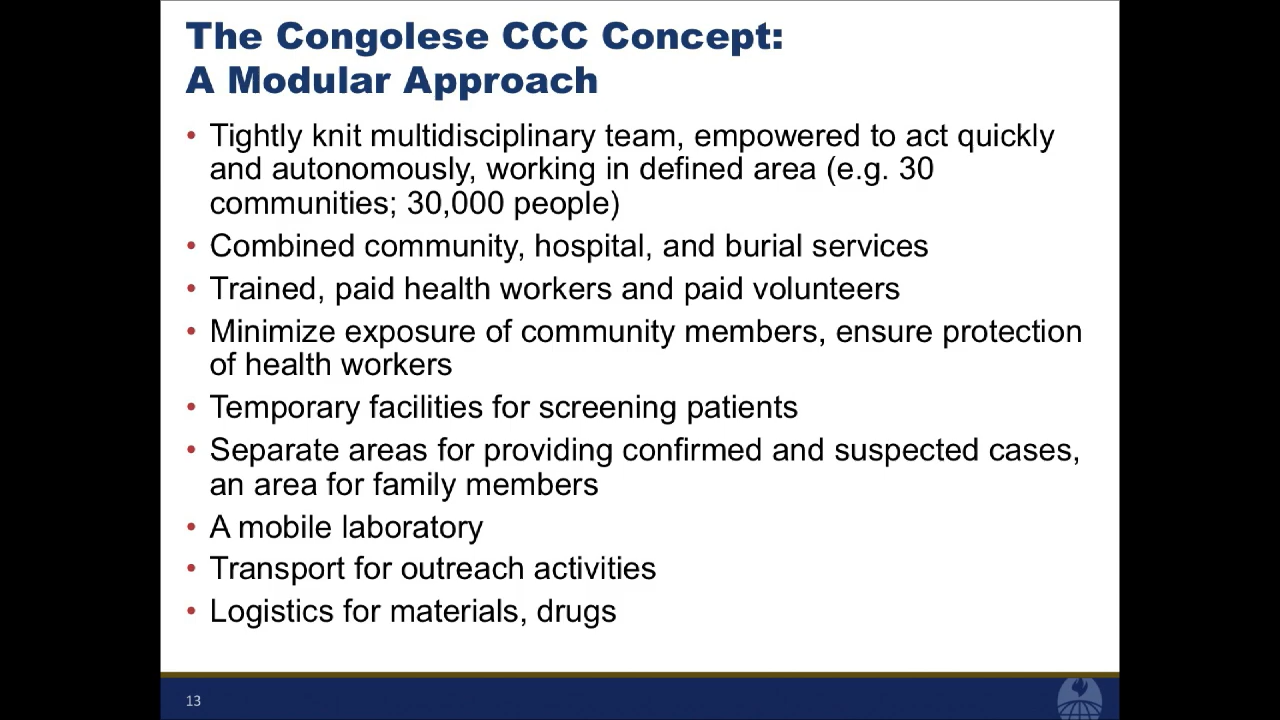 The Congolese CCC Concept:
A Modular Approach
• Tightly knit multidisciplinary team, empowered to act quickly
and autonomously, working in defined area (e.g. 30
communities; 30,000 people)
• Combined community, hospital, and burial services
• Trained, paid health workers and paid volunteers
• Minimize exposure of community members, ensure protection
of health workers
• Temporary facilities for screening patients
• Separate areas for providing confirmed and suspected cases,
an area for family members
• A mobile laboratory
• Transport for outreach activities
• Logistics for materials, drugs
13